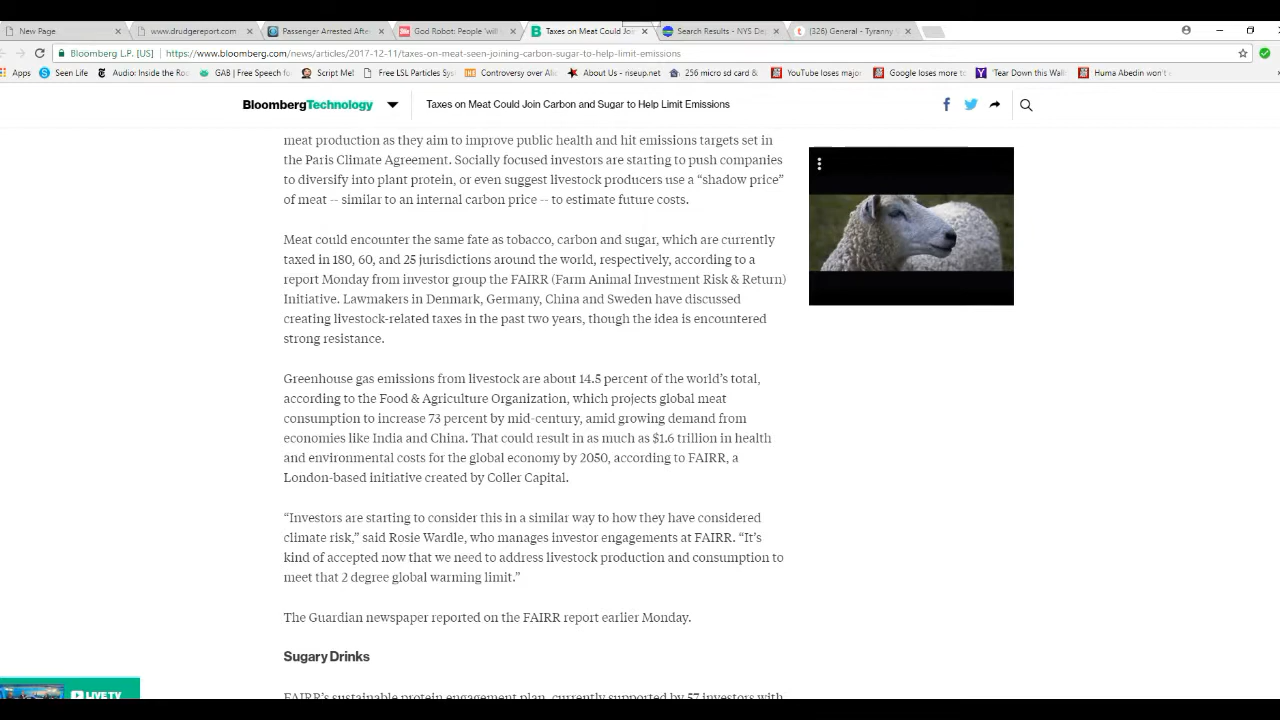 New Page
www.drudgereport.com
Passenger Arrested Afte
God Robot: People 'will
Taxes on Meat Could Joi
Search Results - NYS De
(326) General - Tyranny
Bloomberg L.P. [US]
https://www.bloomberg.com/news/articles/2017-12-11/taxes-on-meat-seen-joining-carbon-sugar-to-help-limit-emissions
Apps
Seen Life
Audio: Inside the Ro
GAB | Free Speech fo
Script Mef
Free LSL Particles Sys
Controversy over Ali
About Us - riseup.net
256 micro sd card &
YouTube loses major
Google loses more to
'Tear Down this Wall
Huma Abedin won't
BloombergTechnology
Taxes on Meat Could Join Carbon and Sugar to Help Limit Emissions
meat production as they aim to improve public health and hit emissions targets set in
the Paris Climate Agreement. Socially focused investors are starting to push companies
to diversify into plant protein, or even suggest livestock producers use a “shadow price”
of meat -- similar to an internal carbon price -- to estimate future costs.
Meat could encounter the same fate as tobacco, carbon and sugar, which are currently
taxed in 180, 60, and 25 jurisdictions around the world, respectively, according to a
report Monday from investor group the FAIRR (Farm Animal Investment Risk & Return)
Initiative. Lawmakers in Denmark, Germany, China and Sweden have discussed
creating livestock-related taxes in the past two years, though the idea is encountered
strong resistance.
Greenhouse gas emissions from livestock are about 14.5 percent of the world’s total,
according to the Food & Agriculture Organization, which projects global meat
consumption to increase 73 percent by mid-century, amid growing demand from
economies like India and China. That could result in as much as $1.6 trillion in health
and environmental costs for the global economy by 2050, according to FAIRR, a
London-based initiative created by Coller Capital.
“Investors are starting to consider this in a similar way to how they have considered
climate risk,” said Rosie Wardle, who manages investor engagements at FAIRR. “It’s
kind of accepted now that we need to address livestock production and consumption to
meet that 2 degree global warming limit.”
The Guardian newspaper reported on the FAIRR report earlier Monday.
Sugary Drinks
LIVE TV
FAIRR’s sustainable protein engagement plan, currently supported by 57 investors with